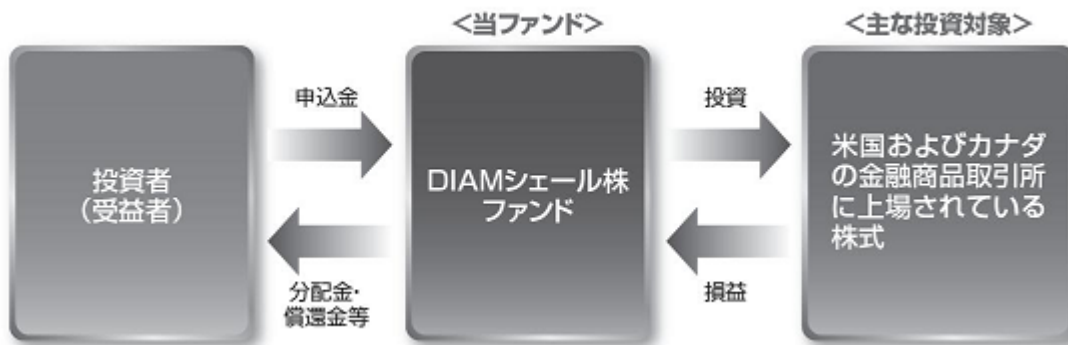 <当ファンド>
<主な投資対象>
投資者
(受益者)
申込金
分配金・
償還金等
DIAMシェール株
ファンド
投資
損益
米国およびカナダ
の金融商品取引所
に上場されている
株式